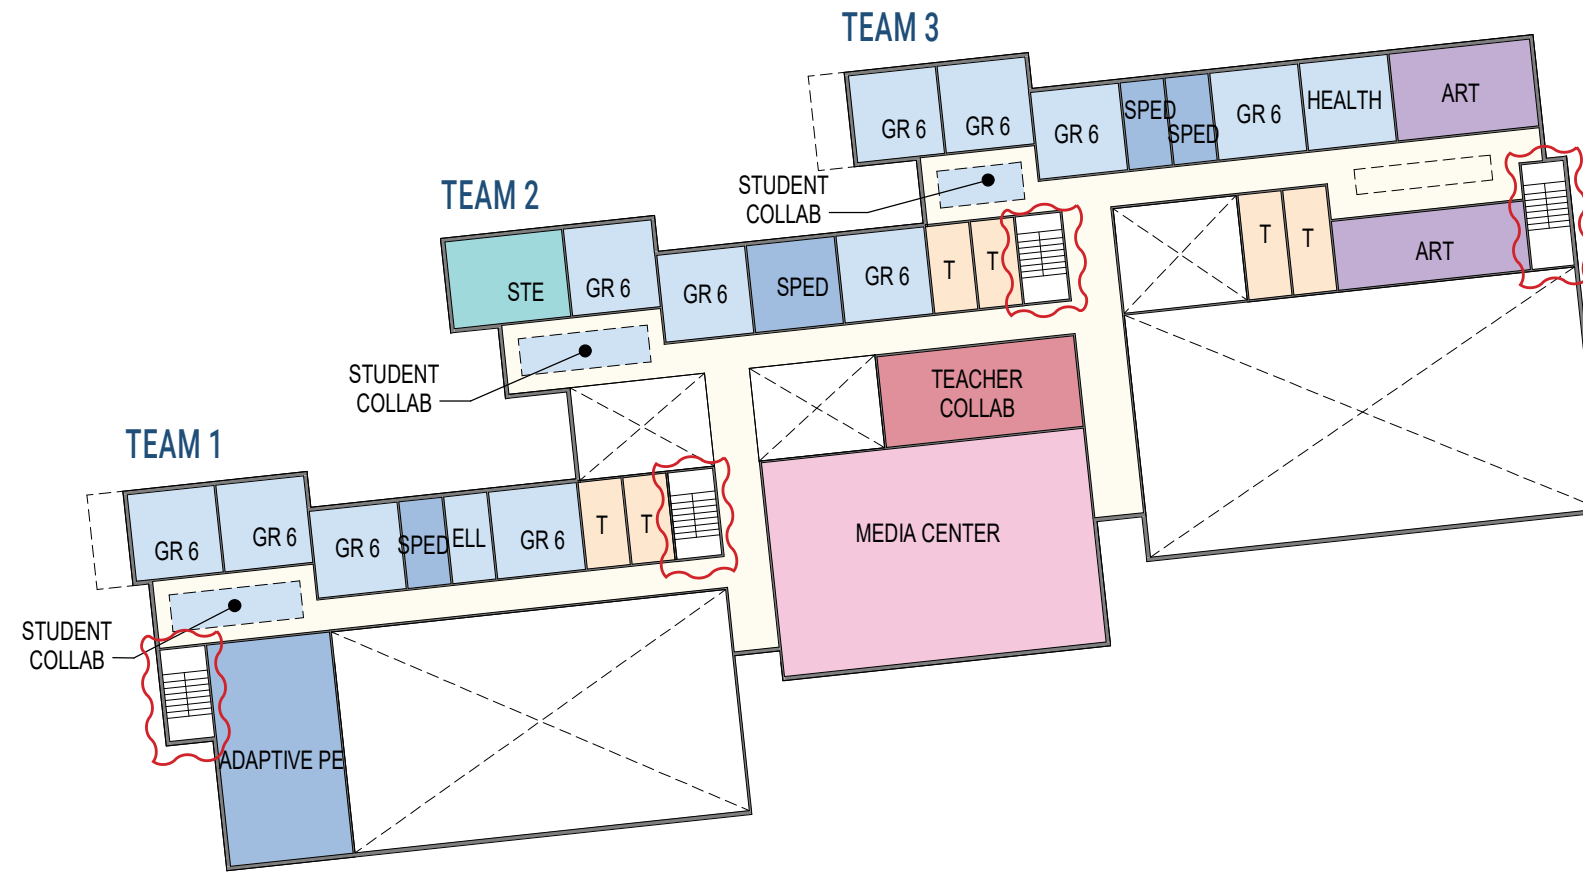 TEAM 3
GR 6
GR 6
GR 6
SPED
SPED
GR 6
HEALTH
ART
STUDENT
COLLAB
T
T
ART
TEAM 2
STE
GR 6
GR 6
SPED
GR 6
T
T
STUDENT
COLLAB
TEACHER
COLLAB
MEDIA CENTER
TEAM 1
GR 6
GR 6
GR 6
SPED
ELL
GR 6
T
T
STUDENT
COLLAB
ADAPTIVE PE